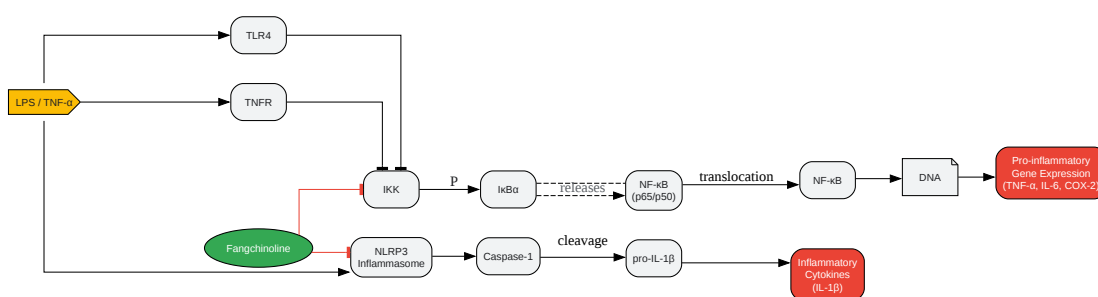 TLR4
LPS / TNF-α
TNFR
IKK
P
IκBα
releases
NF-κB
(p65/p50)
translocation
NF-κB
DNA
Pro-inflammatory
Gene Expression
(TNF-α, IL-6, COX-2)
Fangchinoline
NLRP3
Inflammasome
Caspase-1
cleavage
pro-IL-1β
Inflammatory
Cytokines
(IL-1β)